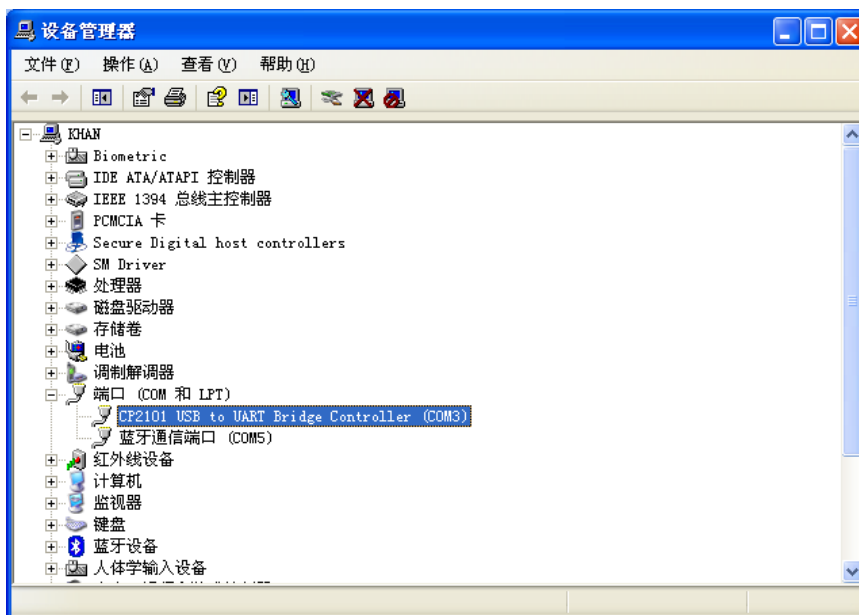 设备管理器
文件(F) 操作(A) 查看(V) 帮助(H)
KHAN
Biometric
IDE ATA/ATAPI 控制器
IEEE 1394 总线主控制器
PCMCIA 卡
Secure Digital host controllers
SM Driver
处理器
磁盘驱动器
存储卷
电池
调制解调器
端口 (COM 和 LPT)
CP2101 USB to UART Bridge Controller (COM3)
蓝牙通信端口 (COM5)
红外线设备
计算机
监视器
键盘
蓝牙设备
人体学输入设备